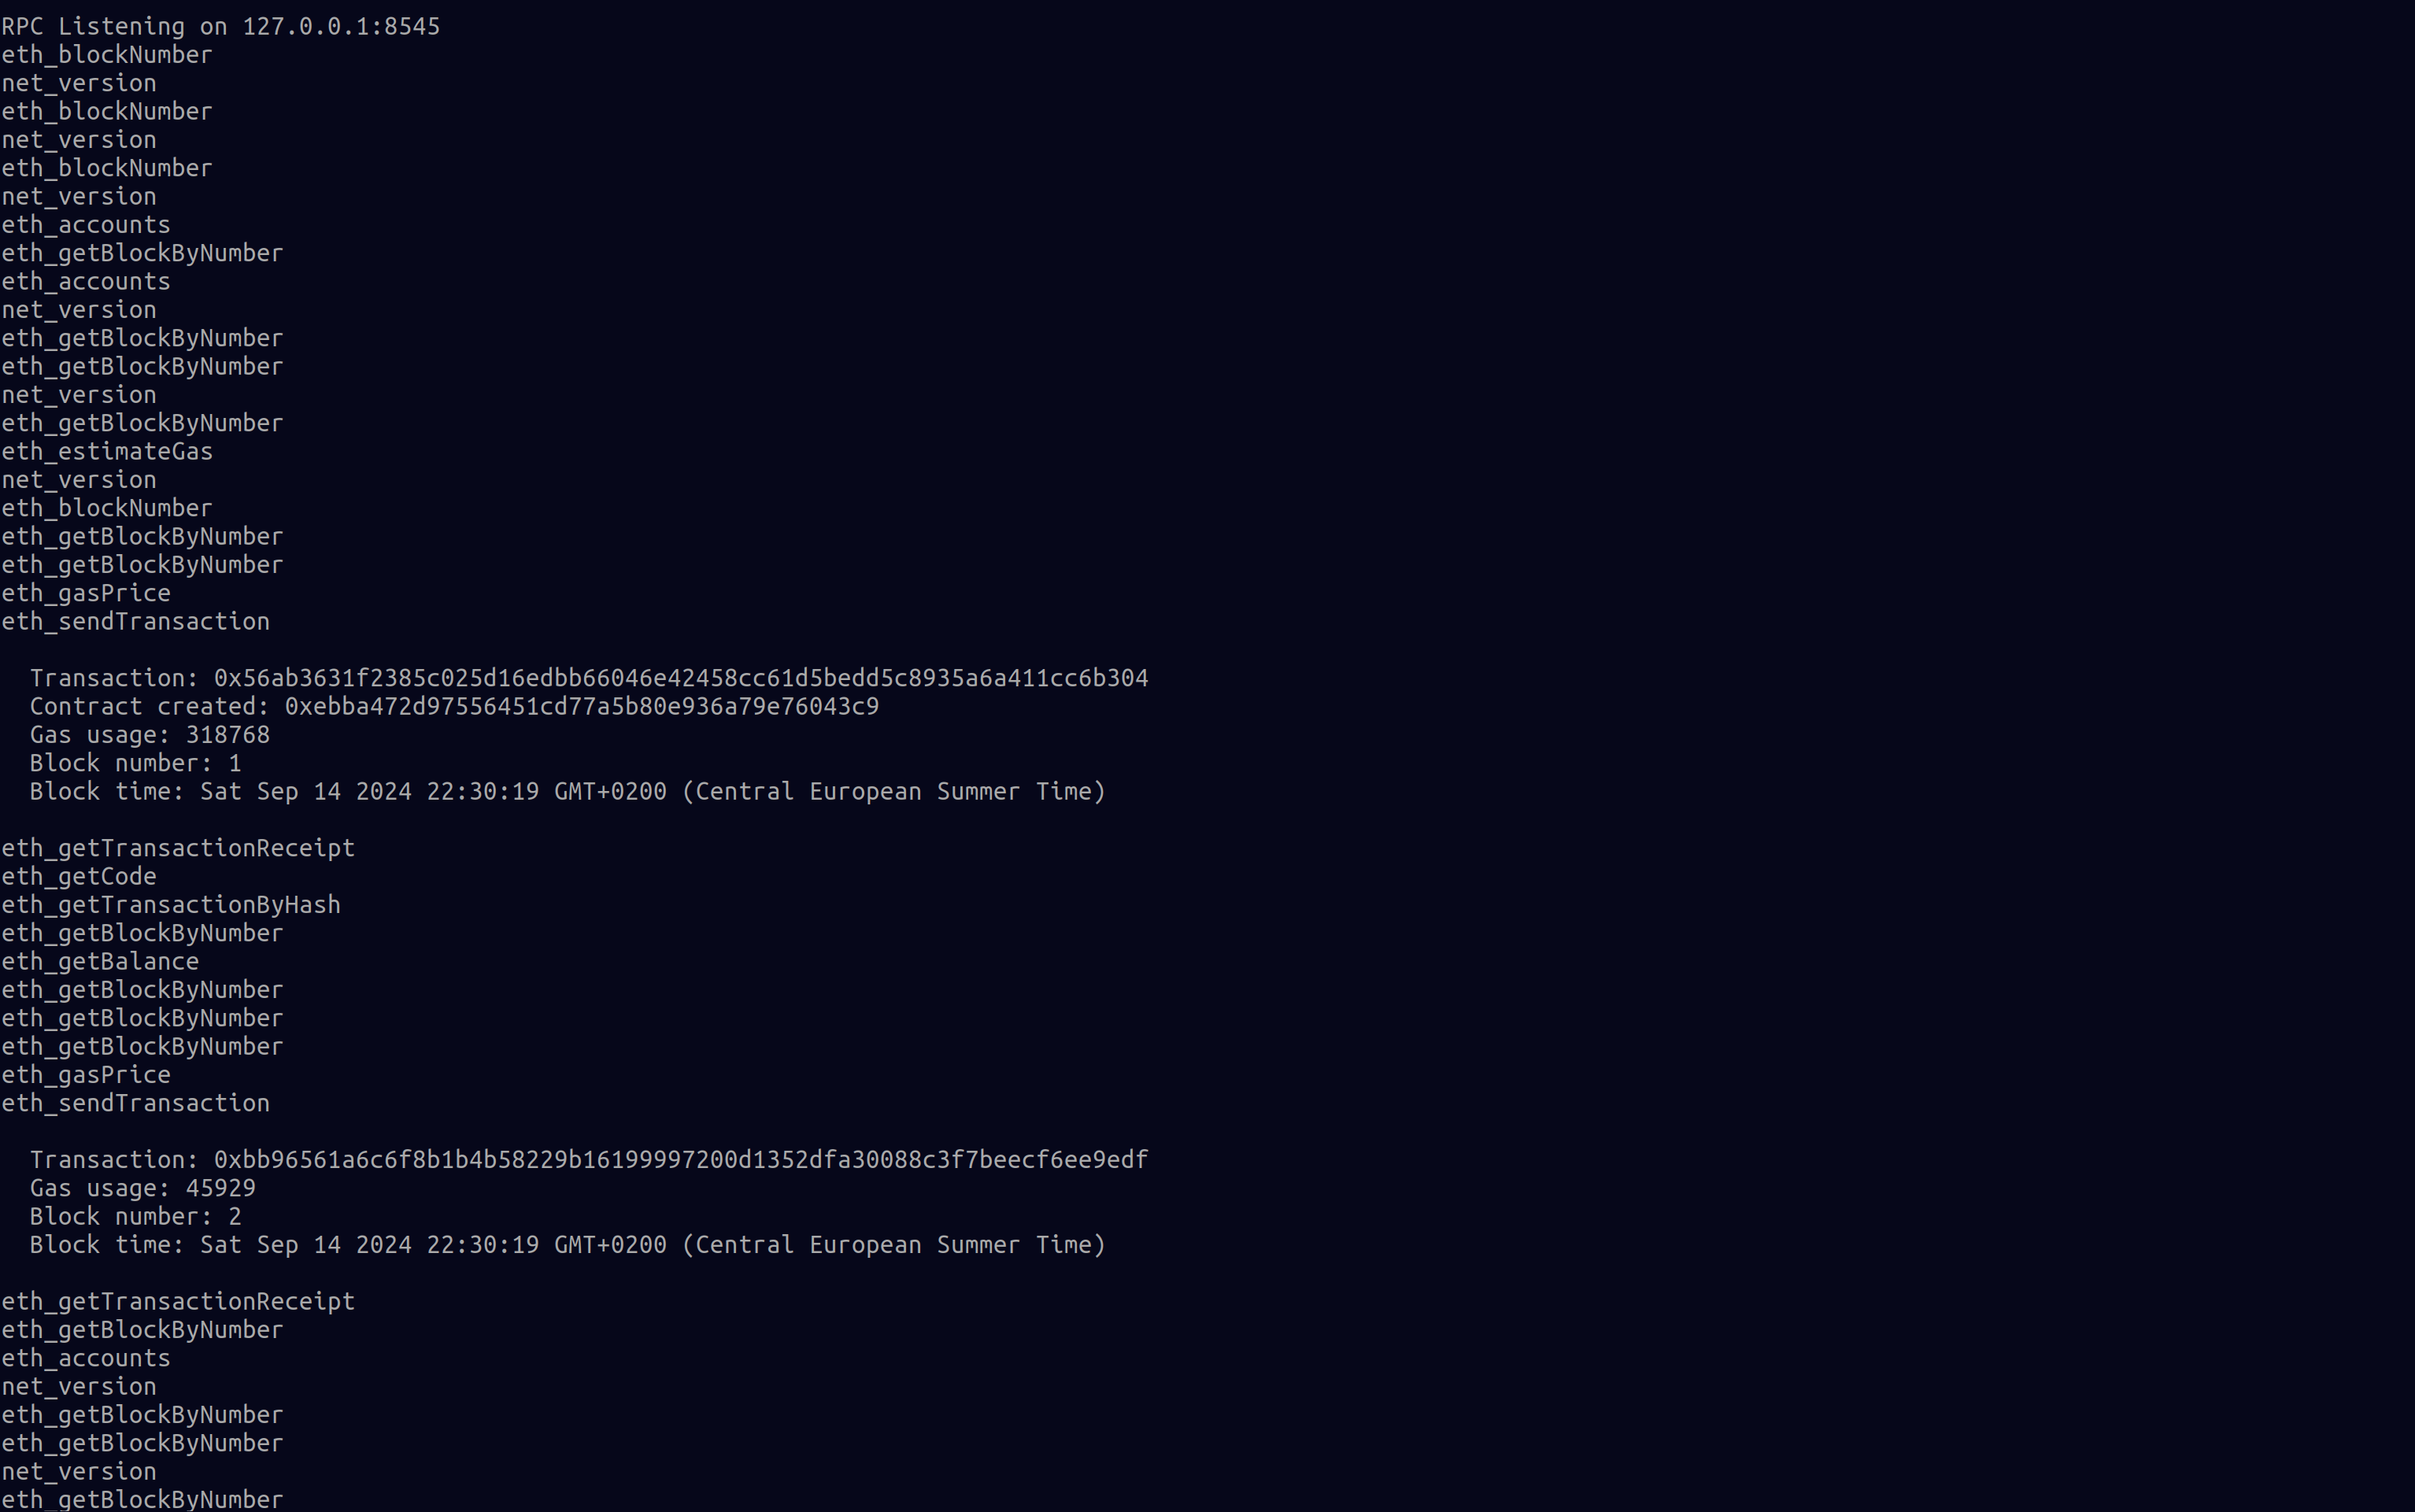 RPC Listening on 127.0.0.1:8545
eth_blockNumber
net_version
eth_blockNumber
net_version
eth_blockNumber
net_version
eth_accounts
eth_getBlockByNumber
eth_accounts
net_version
eth_getBlockByNumber
eth_getBlockByNumber
net_version
eth_getBlockByNumber
eth_estimateGas
net_version
eth_blockNumber
eth_getBlockByNumber
eth_getBlockByNumber
eth_gasPrice
eth_sendTransaction
Transaction: 0x56ab3631f2385c025d16edbb66046e42458cc61d5bedd5c8935a6a411cc6b304
Contract created: 0xebba472d97556451cd77a5b80e936a79e76043c9
Gas usage: 318768
Block number: 1
Block time: Sat Sep 14 2024 22:30:19 GMT+0200 (Central European Summer Time)
eth_getTransactionReceipt
eth_getCode
eth_getTransactionByHash
eth_getBlockByNumber
eth_getBalance
eth_getBlockByNumber
eth_getBlockByNumber
eth_getBlockByNumber
eth_gasPrice
eth_sendTransaction
Transaction: 0xbb96561a6c6f8b1b4b58229b16199997200d1352dfa30088c3f7beecf6ee9edf
Gas usage: 45929
Block number: 2
Block time: Sat Sep 14 2024 22:30:19 GMT+0200 (Central European Summer Time)
eth_getTransactionReceipt
eth_getBlockByNumber
eth_accounts
net_version
eth_getBlockByNumber
eth_getBlockByNumber
net_version
eth_getBlockByNumber